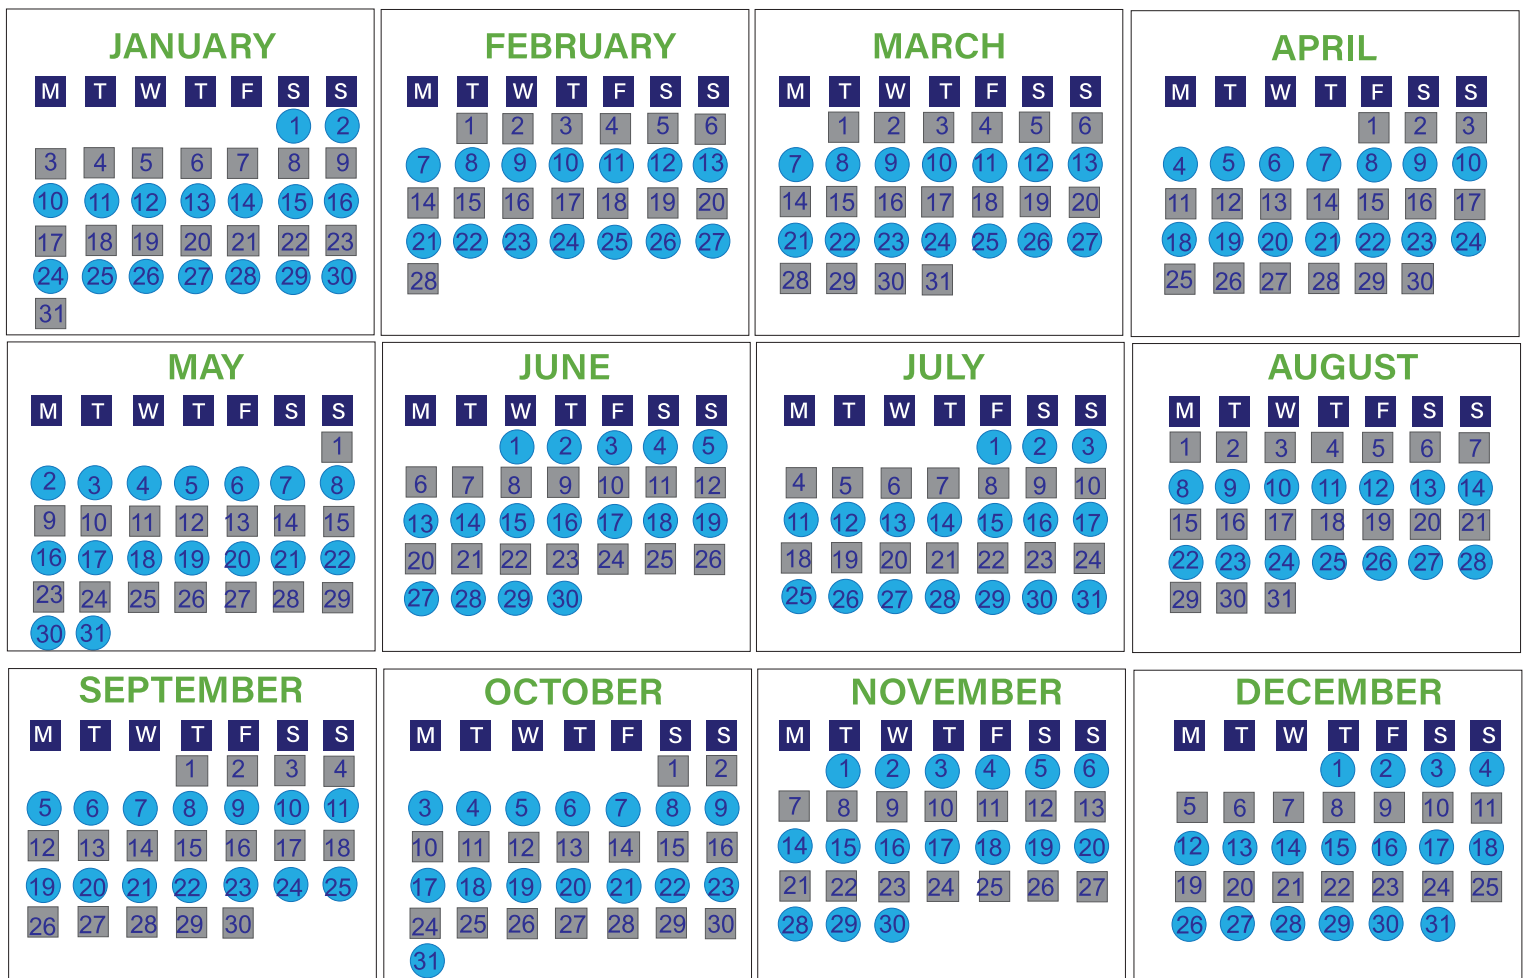 JANUARY
M T W T F S S
1 2
3 4 5 6 7 8 9
10 11 12 13 14 15 16
17 18 19 20 21 22 23
24 25 26 27 28 29 30
31
FEBRUARY
M T W T F S S
1 2 3 4 5 6
7 8 9 10 11 12 13
14 15 16 17 18 19 20
21 22 23 24 25 26 27
28
MARCH
M T W T F S S
1 2 3 4 5 6
7 8 9 10 11 12 13
14 15 16 17 18 19 20
21 22 23 24 25 26 27
28 29 30 31
APRIL
M T W T F S S
1 2 3
4 5 6 7 8 9 10
11 12 13 14 15 16 17
18 19 20 21 22 23 24
25 26 27 28 29 30
MAY
M T W T F S S
1
2 3 4 5 6 7 8
9 10 11 12 13 14 15
16 17 18 19 20 21 22
23 24 25 26 27 28 29
30 31
JUNE
M T W T F S S
1 2 3 4 5
6 7 8 9 10 11 12
13 14 15 16 17 18 19
20 21 22 23 24 25 26
27 28 29 30
JULY
M T W T F S S
1 2 3
4 5 6 7 8 9 10
11 12 13 14 15 16 17
18 19 20 21 22 23 24
25 26 27 28 29 30 31
AUGUST
M T W T F S S
1 2 3 4 5 6 7
8 9 10 11 12 13 14
15 16 17 18 19 20 21
22 23 24 25 26 27 28
29 30 31
SEPTEMBER
M T W T F S S
1 2 3 4
5 6 7 8 9 10 11
12 13 14 15 16 17 18
19 20 21 22 23 24 25
26 27 28 29 30
OCTOBER
M T W T F S S
1 2
3 4 5 6 7 8 9
10 11 12 13 14 15 16
17 18 19 20 21 22 23
24 25 26 27 28 29 30
31
NOVEMBER
M T W T F S S
1 2 3 4 5 6
7 8 9 10 11 12 13
14 15 16 17 18 19 20
21 22 23 24 25 26 27
28 29 30
DECEMBER
M T W T F S S
1 2 3 4
5 6 7 8 9 10 11
12 13 14 15 16 17 18
19 20 21 22 23 24 25
26 27 28 29 30 31